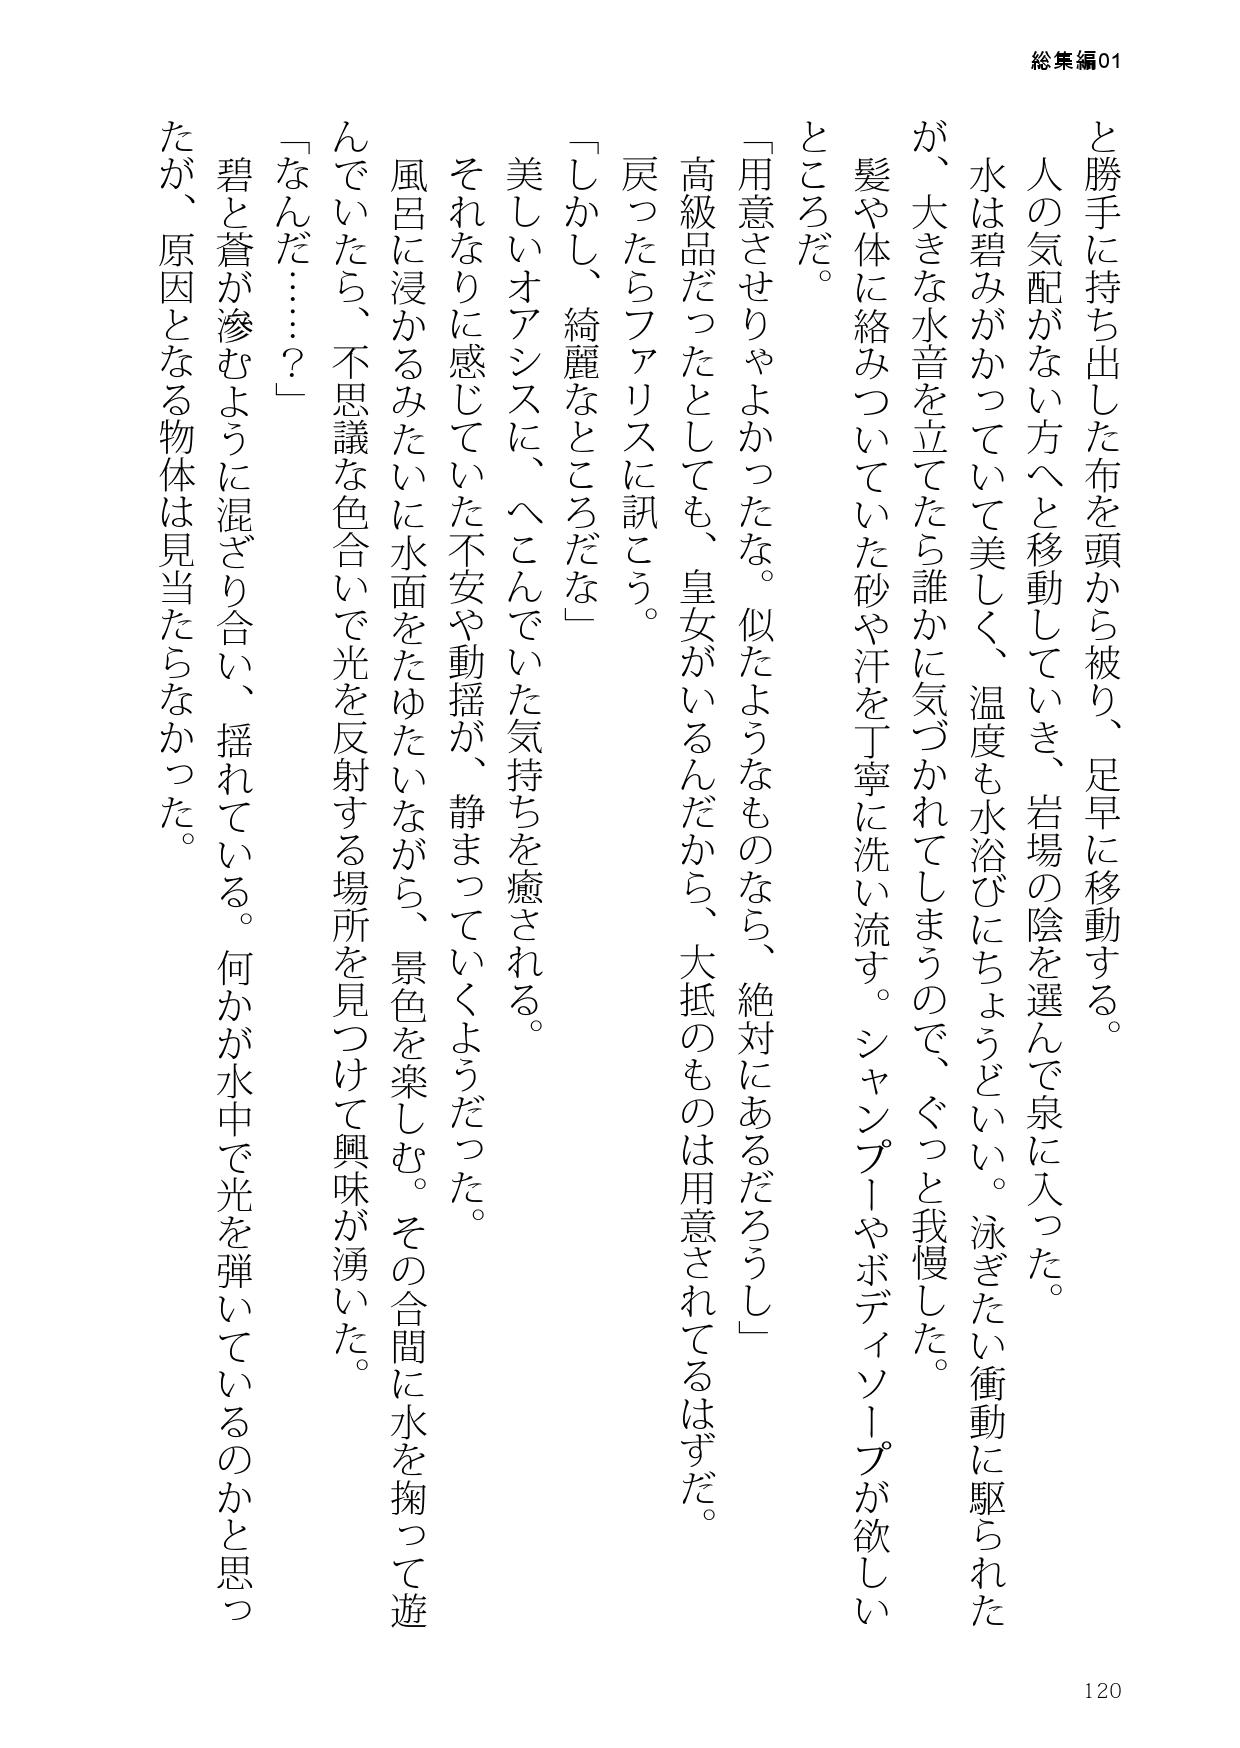 総集編01
と勝手に持ち出した布を頭から被り、足早に移動する。
人の気配がない方へと移動していき、岩場の陰を選んで泉に入った。
水は碧みがかっていて美しく、温度も水浴びにちょうどいい。泳ぎたい衝動に駆られた
が、大きな水音を立てたら誰かに気づかれてしまうので、ぐっと我慢した。
髪や体に絡みついていた砂や汗を丁寧に洗い流す。シャンプーやボディソープが欲しい
ところだ。
「用意させりゃよかったな。似たようなものなら、絶対にあるだろうし」
高級品だったとしても、皇女がいるんだから、大抵のものは用意されてるはずだ。
戻ったらファリスに訊こう。
「しかし、綺麗なところだな」
美しいオアシスに、へこんでいた気持ちを癒される。
それなりに感じていた不安や動揺が、静まっていくようだった。
風呂に浸かるみたいに水面をたゆたいながら、景色を楽しむ。その合間に水を掬って遊
んでいたら、不思議な色合いで光を反射する場所を見つけて興味が湧いた。
「なんだ……？」
碧と蒼が滲むように混ざり合い、揺れている。何かが水中で光を弾いているのかと思っ
たが、原因となる物体は見当たらなかった。
120